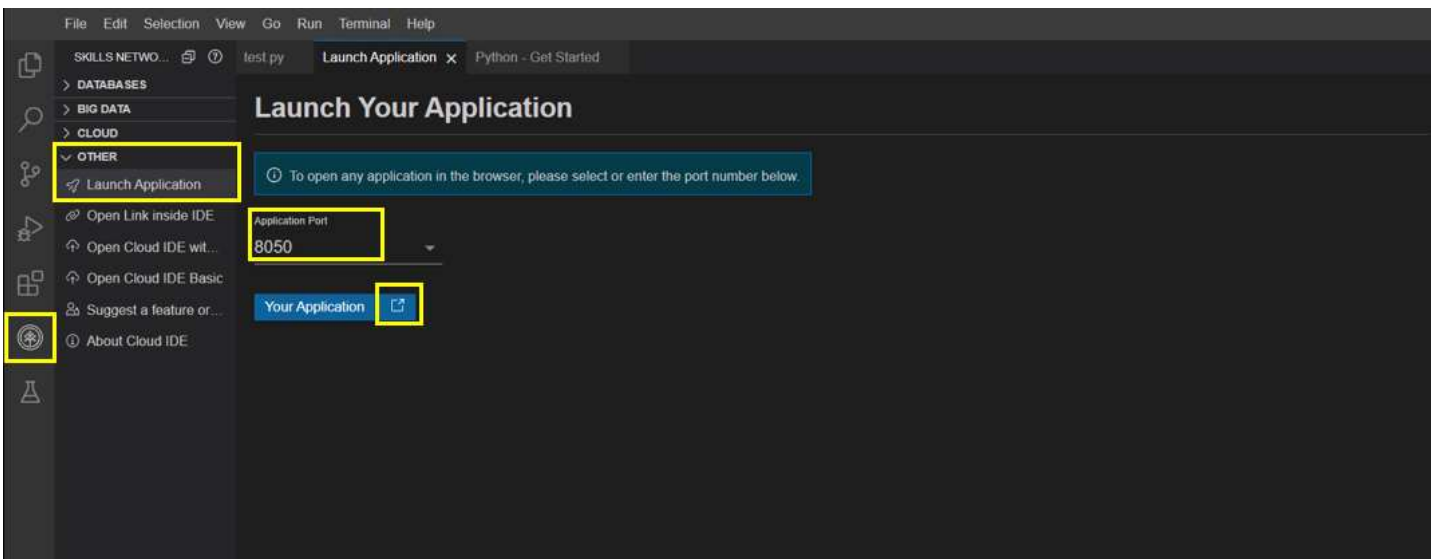 File Edit Selection View Go Run Terminal Help
SKILLS NETWO...
test.py
Launch Application
Python - Get Started
DATABASES
BIG DATA
CLOUD
OTHER
Launch Application
Open Link inside IDE
Open Cloud IDE wit...
Open Cloud IDE Basic
Suggest a feature or...
About Cloud IDE
Launch Your Application
To open any application in the browser, please select or enter the port number below.
Application Port
8050
Your Application